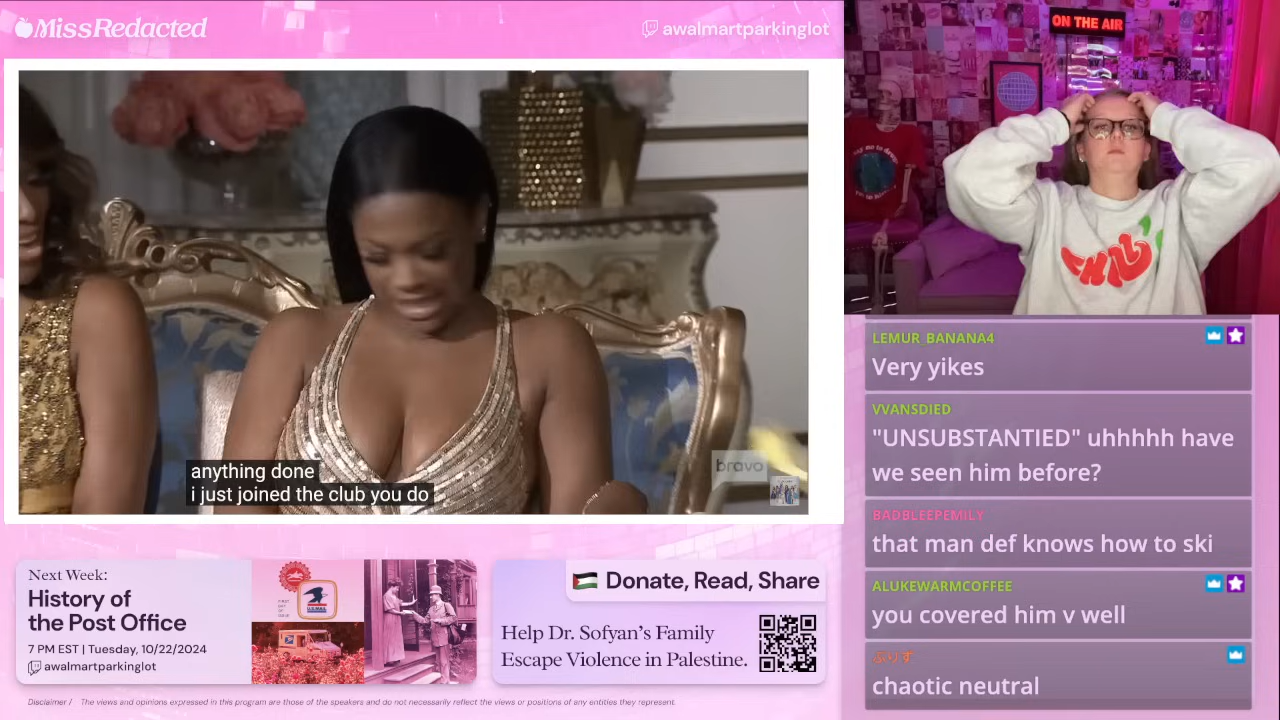 MissRedacted
awalmartparkinglot
ON THE AIR
anything done
i just joined the club you do
bravo
LEMUR_BANANA4
Very yikes
VVANSDIED
"UNSUBSTANTIED" uhhhhh have
we seen him before?
BADBLEEPEMILY
that man def knows how to ski
ALUKEWARMCOFFEE
you covered him v well
ぷりず
chaotic neutral
Next Week:
History of
the Post Office
7 PM EST | Tuesday, 10/22/2024
awalmartparkinglot
U.S.MAIL
Donate, Read, Share
Help Dr. Sofyan's Family
Escape Violence in Palestine.
Disclaimer / The views and opinions expressed in this program are those of the speakers and do not necessarily reflect the views or positions of any entities they represent.